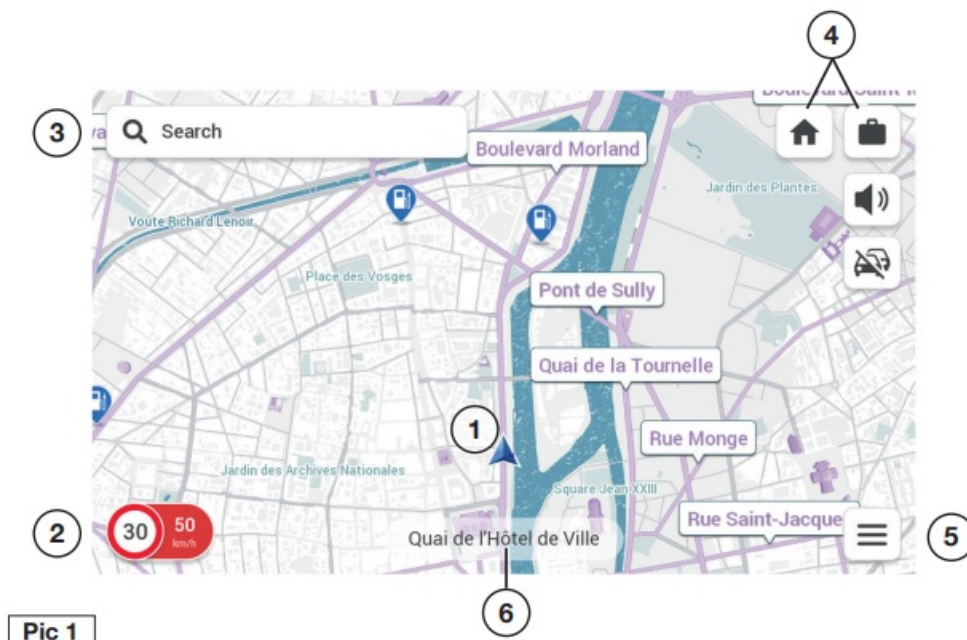 4
3
Search
Boulevard Morland
Jardin des Plantes
Voute Richard Lenoir
Place des Vosges
Pont de Sully
Quai de la Tournelle
1
Rue Monge
Jardin des Archives Nationales
Square Jean XXIII
2
30
50
km/h
Quai de l'Hôtel de Ville
Rue Saint-Jacque
5
6
Pic 1